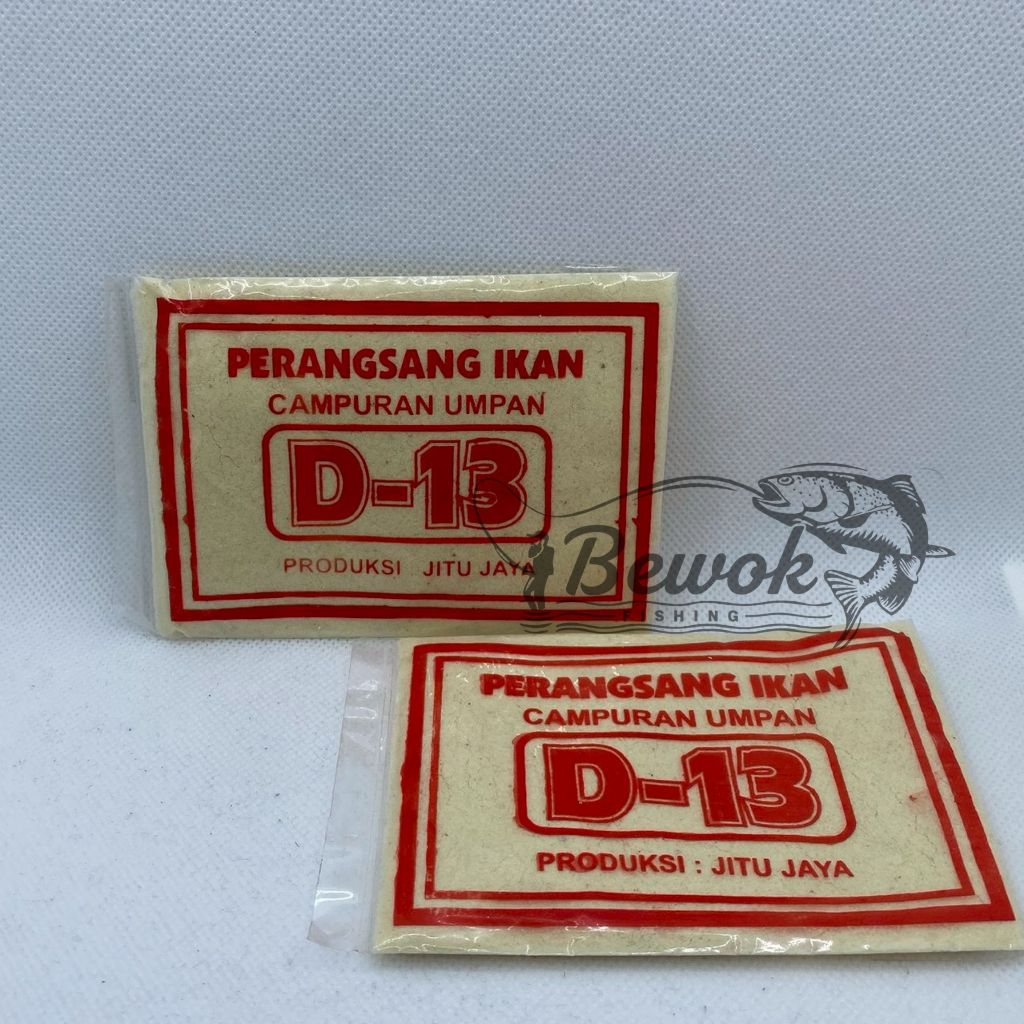 PERANGSANG IKAN
CAMPURAN UMPAN
D-13
PRODUKSI JITU JAYA
Bewok
FISHING
PERANGSANG IKAN
CAMPURAN UMPAN
D-13
PRODUKSI : JITU JAYA